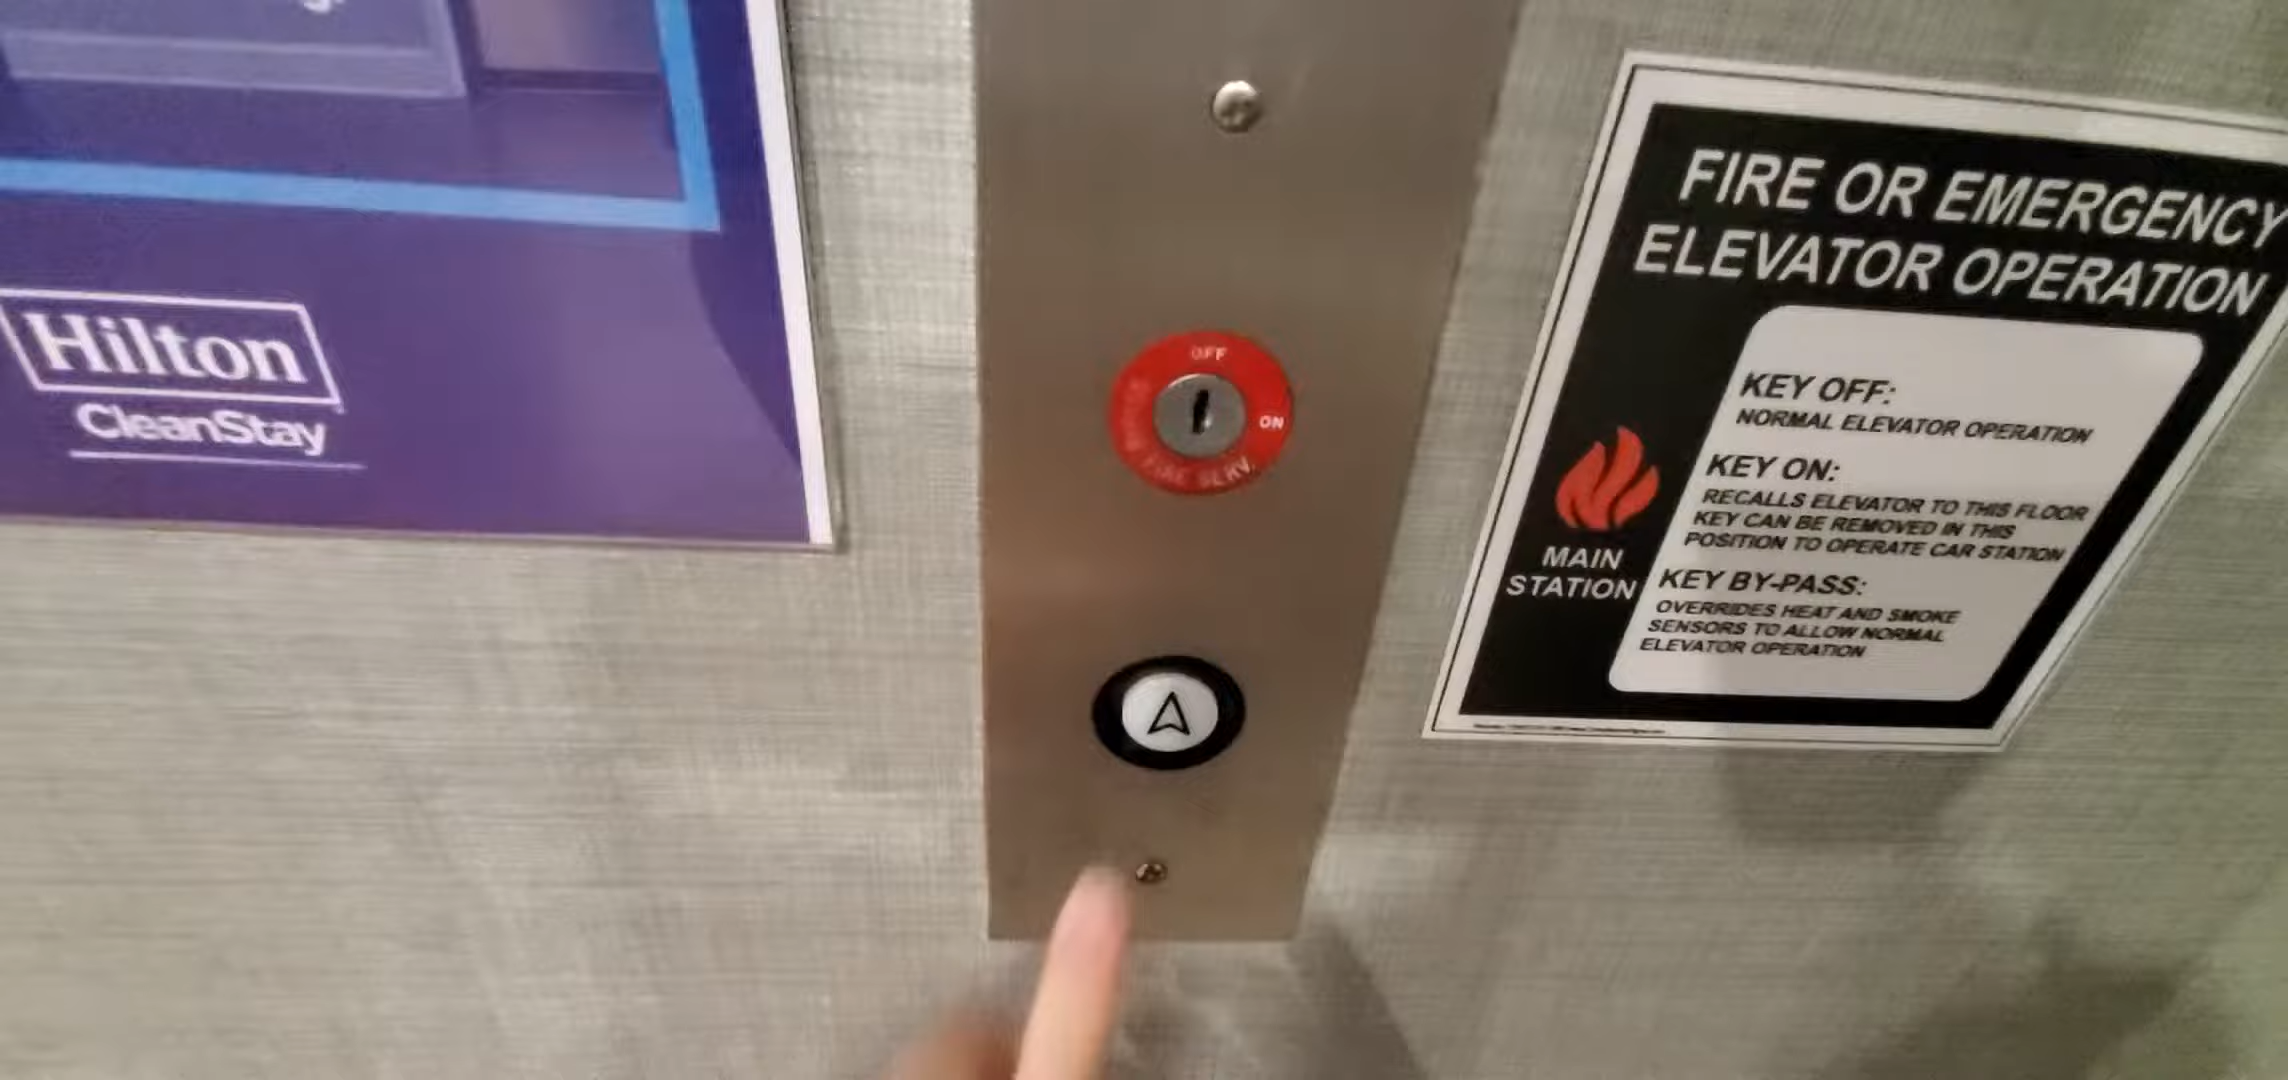 Hilton
CleanStay
OFF
ON
FIRE SERV.
FIRE OR EMERGENCY
ELEVATOR OPERATION
KEY OFF:
NORMAL ELEVATOR OPERATION
KEY ON:
RECALLS ELEVATOR TO THIS FLOOR
KEY CAN BE REMOVED IN THIS
POSITION TO OPERATE CAR STATION
KEY BY-PASS:
OVERRIDES HEAT AND SMOKE
SENSORS TO ALLOW NORMAL
ELEVATOR OPERATION
MAIN
STATION